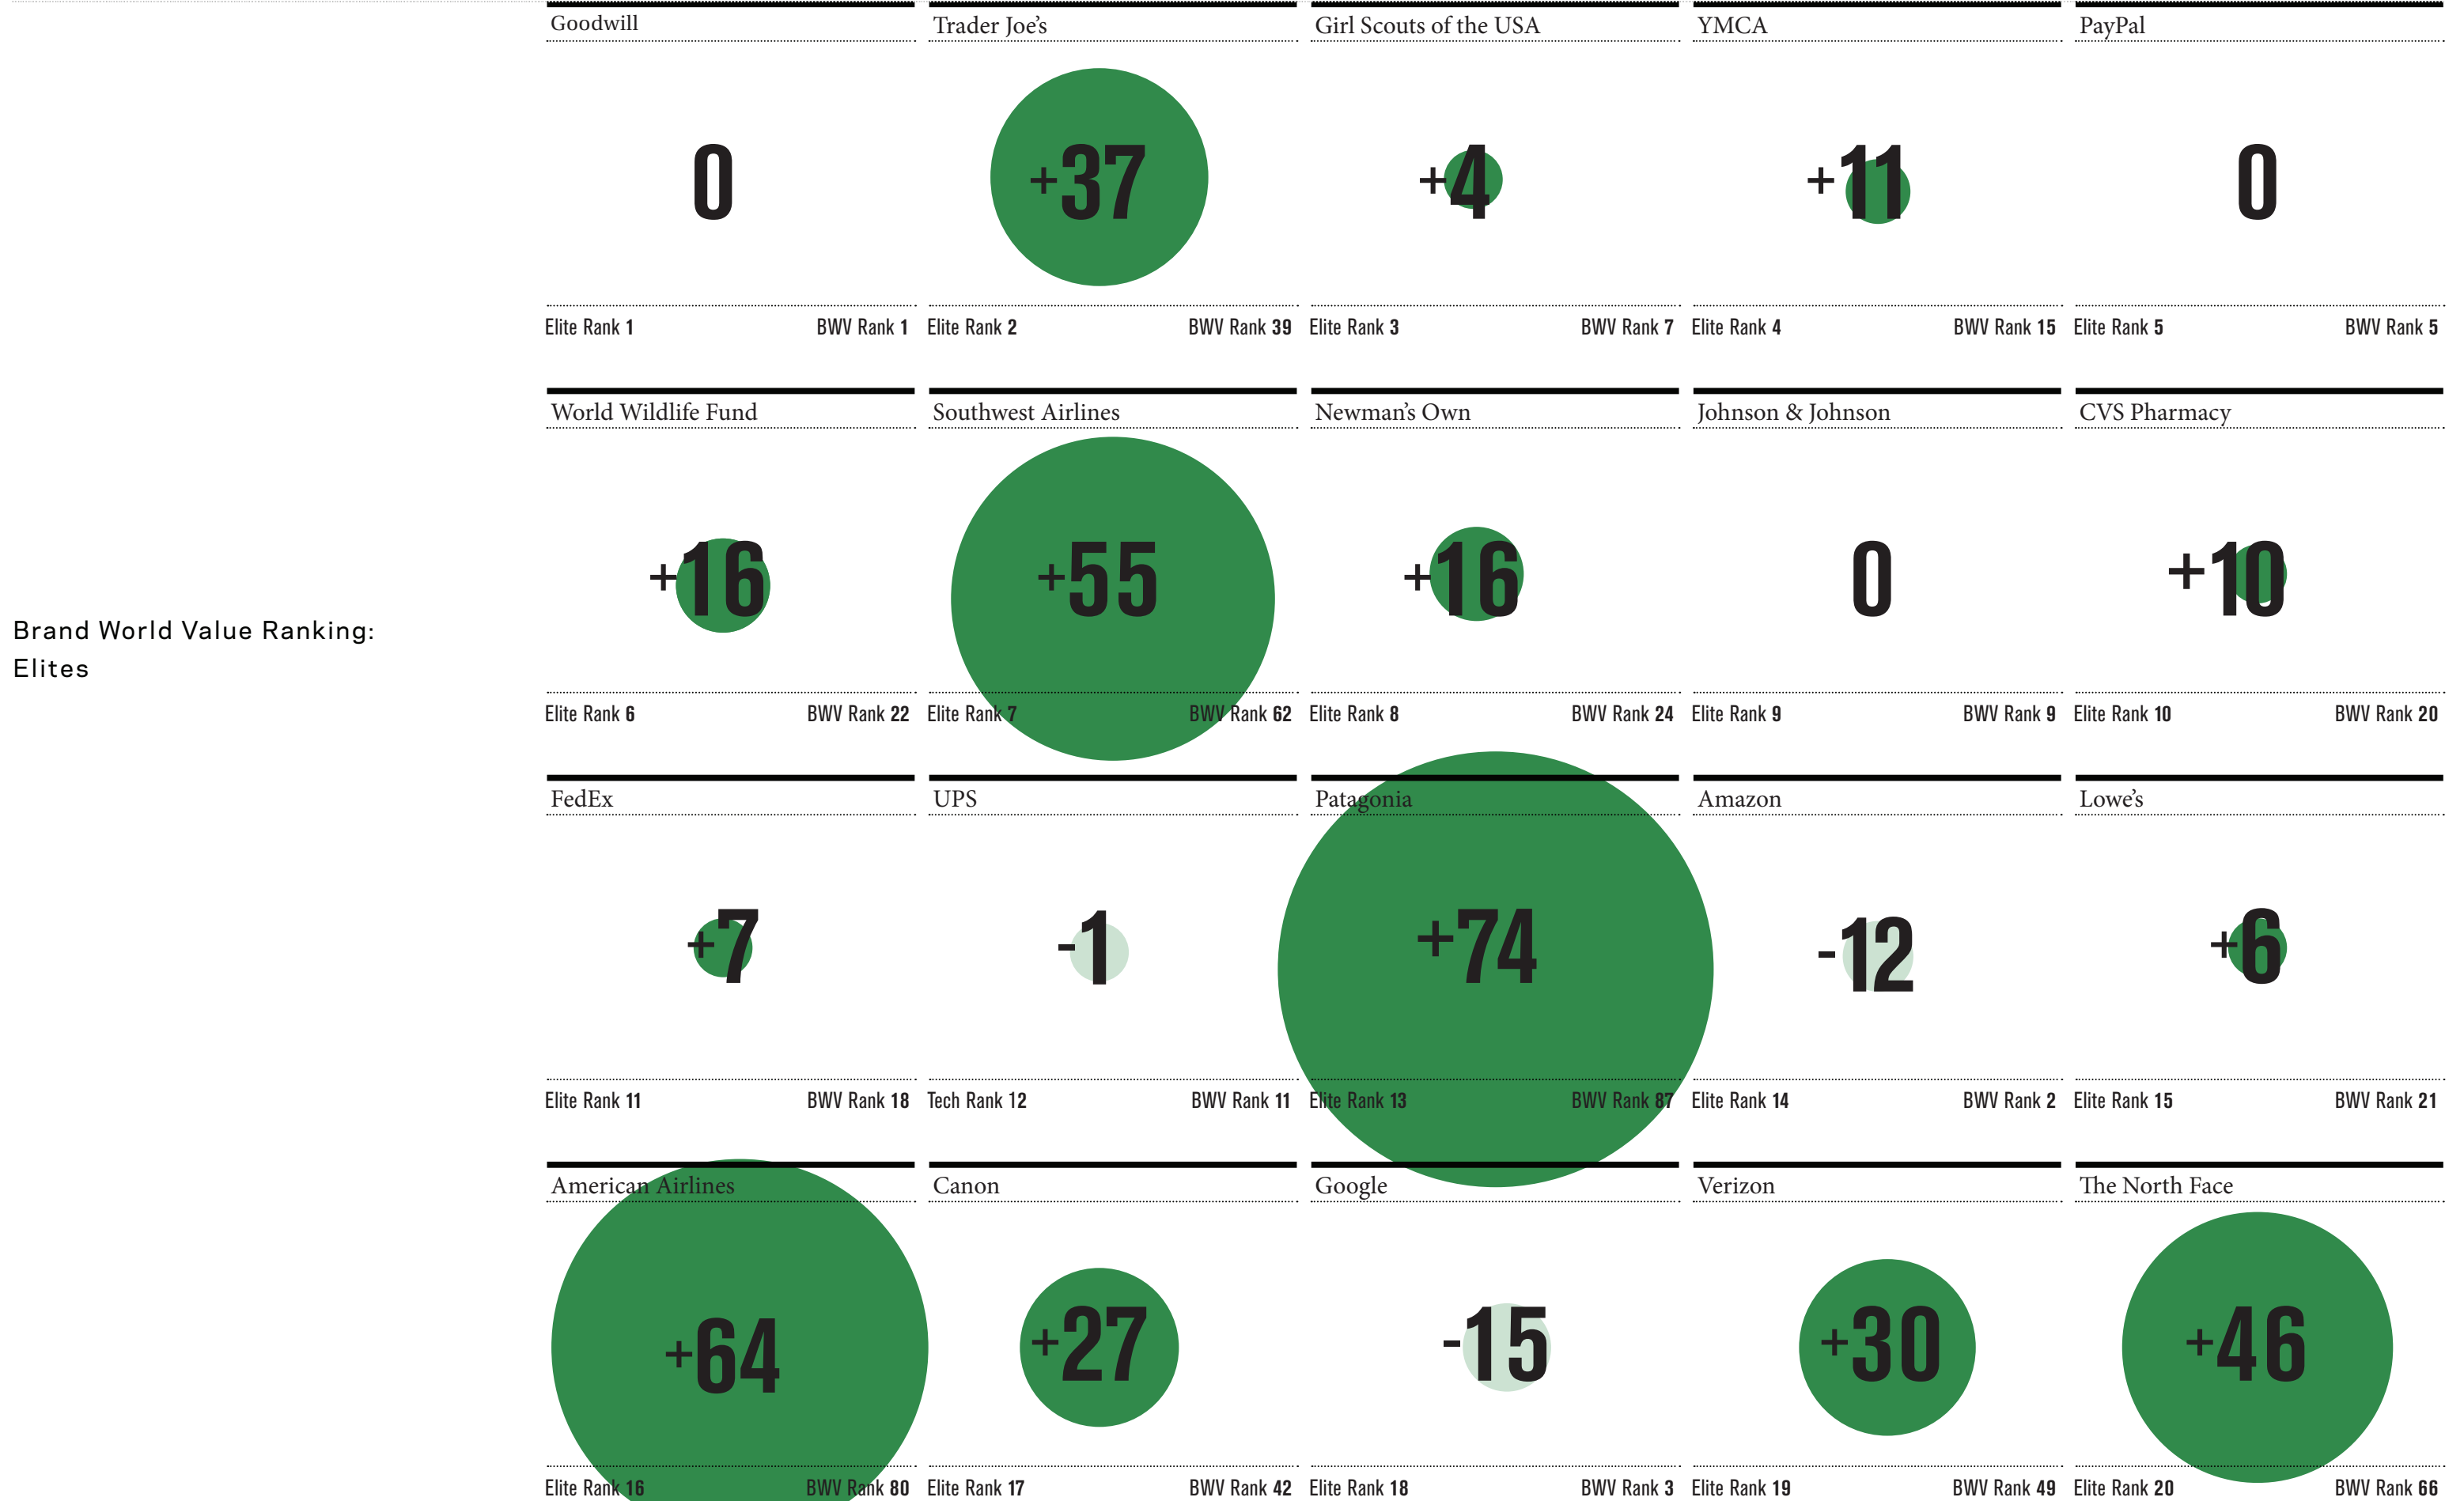 Goodwill
Trader Joe's
Girl Scouts of the USA
YMCA
PayPal
0
+37
+4
+11
0
Elite Rank 1 BWV Rank 1
Elite Rank 2 BWV Rank 39
Elite Rank 3 BWV Rank 7
Elite Rank 4 BWV Rank 15
Elite Rank 5 BWV Rank 5
World Wildlife Fund
Southwest Airlines
Newman's Own
Johnson & Johnson
CVS Pharmacy
+16
+55
+16
0
+10
Brand World Value Ranking:
Elites
Elite Rank 6 BWV Rank 22
Elite Rank 7 BWV Rank 62
Elite Rank 8 BWV Rank 24
Elite Rank 9 BWV Rank 9
Elite Rank 10 BWV Rank 20
FedEx
UPS
Patagonia
Amazon
Lowe's
+7
-1
+74
-12
+6
Elite Rank 11 BWV Rank 18
Tech Rank 12 BWV Rank 11
Elite Rank 13 BWV Rank 87
Elite Rank 14 BWV Rank 2
Elite Rank 15 BWV Rank 21
American Airlines
Canon
Google
Verizon
The North Face
+64
+27
-15
+30
+46
Elite Rank 16 BWV Rank 80
Elite Rank 17 BWV Rank 42
Elite Rank 18 BWV Rank 3
Elite Rank 19 BWV Rank 49
Elite Rank 20 BWV Rank 66